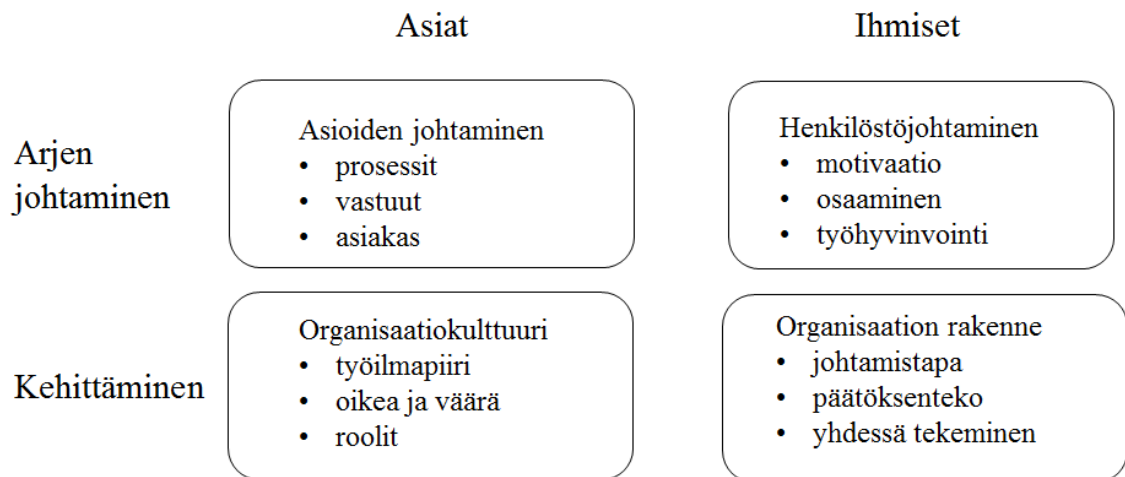 Asiat
Ihmiset
Arjen
johtaminen
Asioiden johtaminen
• prosessit
• vastuut
• asiakas
Henkilöstöjohtaminen
• motivaatio
• osaaminen
• työhyvinvointi
Kehittäminen
Organisaatiokulttuuri
• työilmapiiri
• oikea ja väärä
• roolit
Organisaation rakenne
• johtamistapa
• päätöksenteko
• yhdessä tekeminen